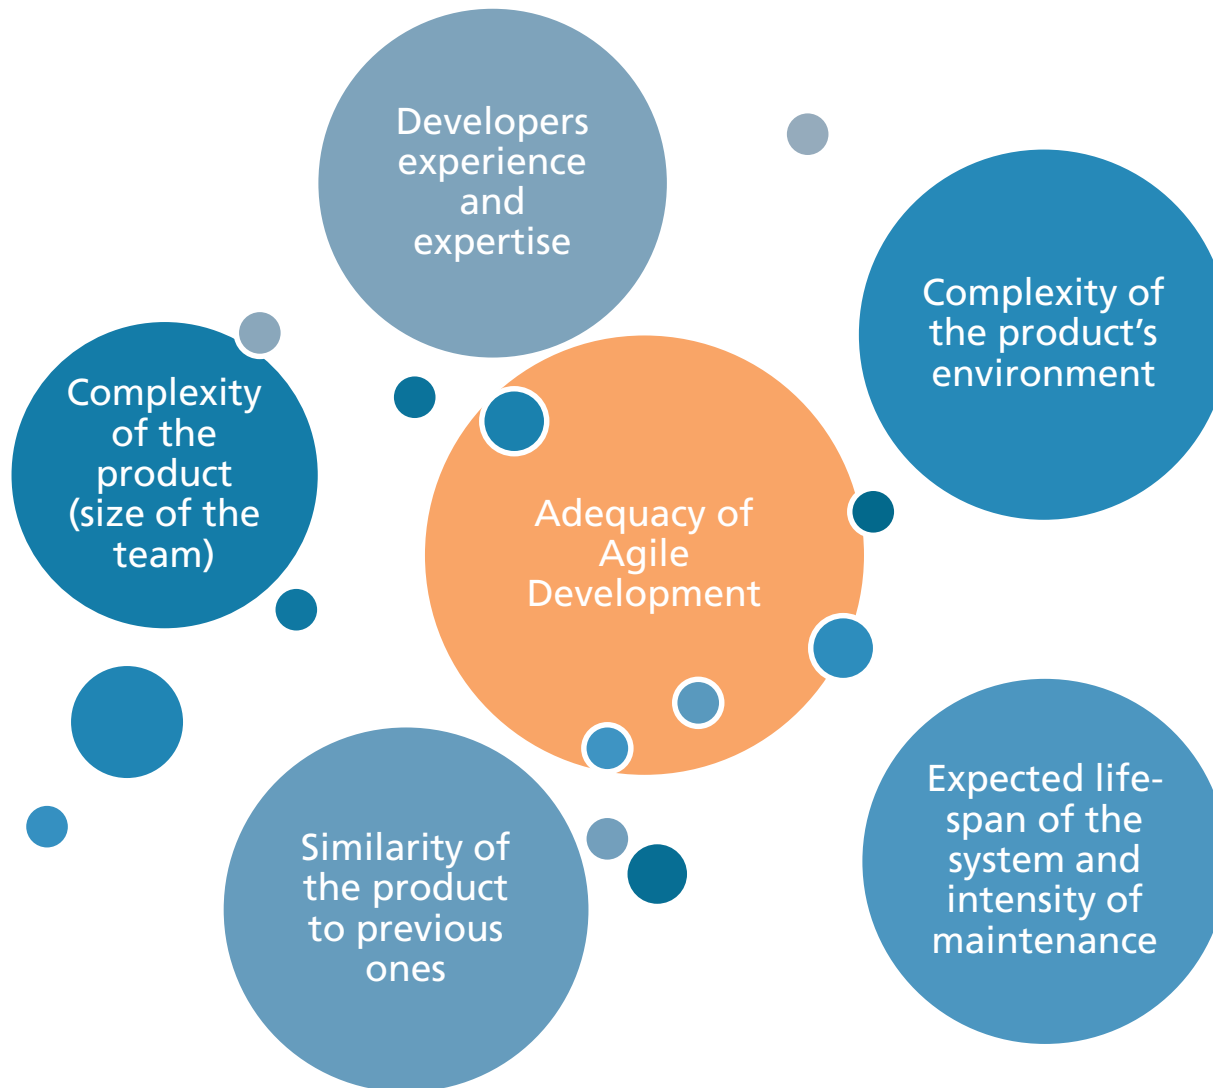 Developers
experience
and
expertise
Complexity of
the product’s
environment
Complexity
of the
product
(size of the
team)
Adequacy of
Agile
Development
Similarity of
the product
to previous
ones
Expected life-
span of the
system and
intensity of
maintenance